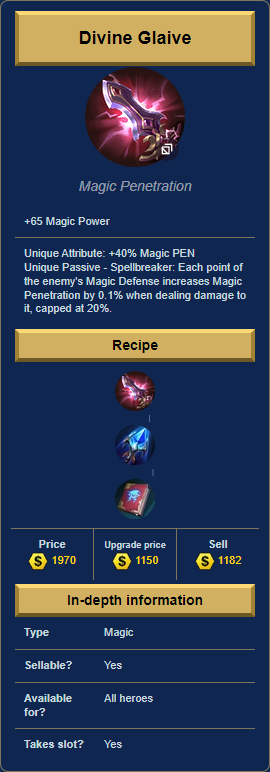 Divine Glaive
Magic Penetration
+65 Magic Power
Unique Attribute: +40% Magic PEN
Unique Passive - Spellbreaker: Each point of
the enemy's Magic Defense increases Magic
Penetration by 0.1% when dealing damage to
it, capped at 20%.
Recipe
Price Upgrade price Sell
1970 1150 1182
In-depth information
Type Magic
Sellable? Yes
Available All heroes
for?
Takes slot? Yes